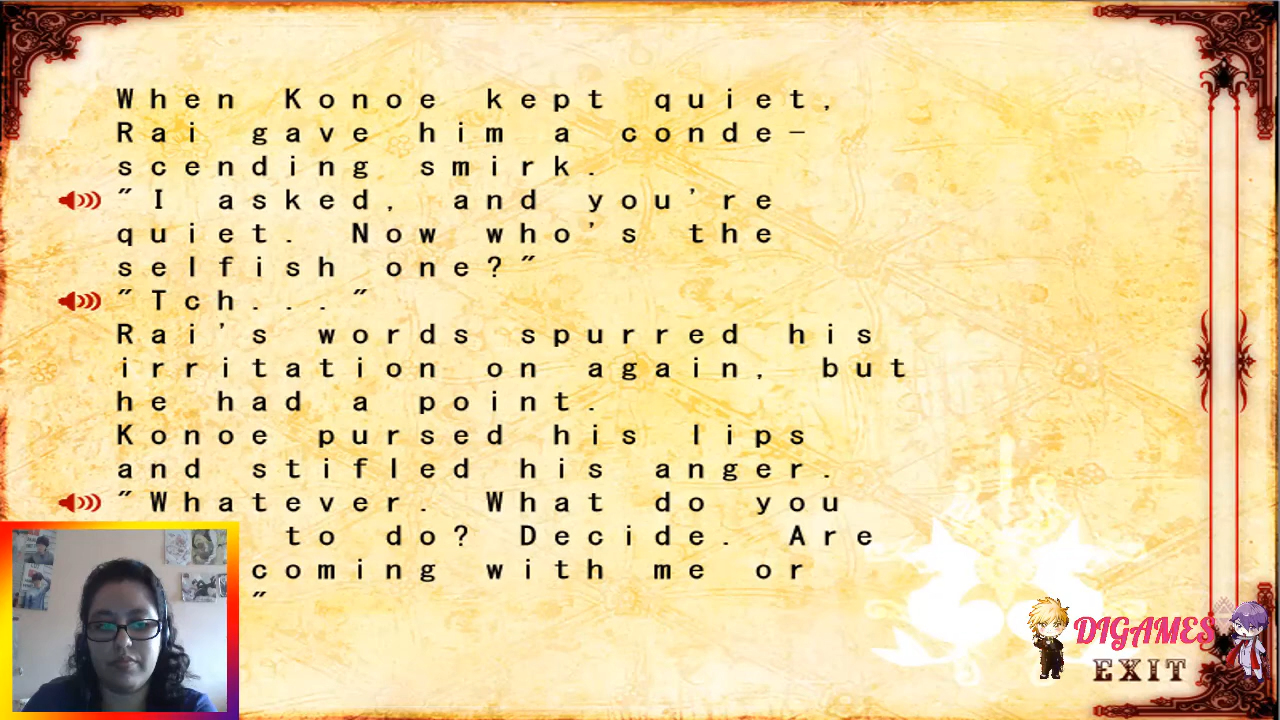 When Konoe kept quiet,
Rai gave him a conde-
scending smirk.
"I asked, and you're
quiet. Now who's the
selfish one?"
"Tch..."
Rai's words spurred his
irritation on again, but
he had a point.
Konoe pursed his lips
and stifled his anger.
"Whatever. What do you
to do? Decide. Are
coming with me or
"
DIGAMES
EXIT